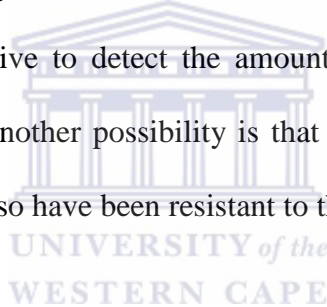 ive to detect the amount
nother possibility is that
so have been resistant to t
UNIVERSITY of the
WESTERN CAPE